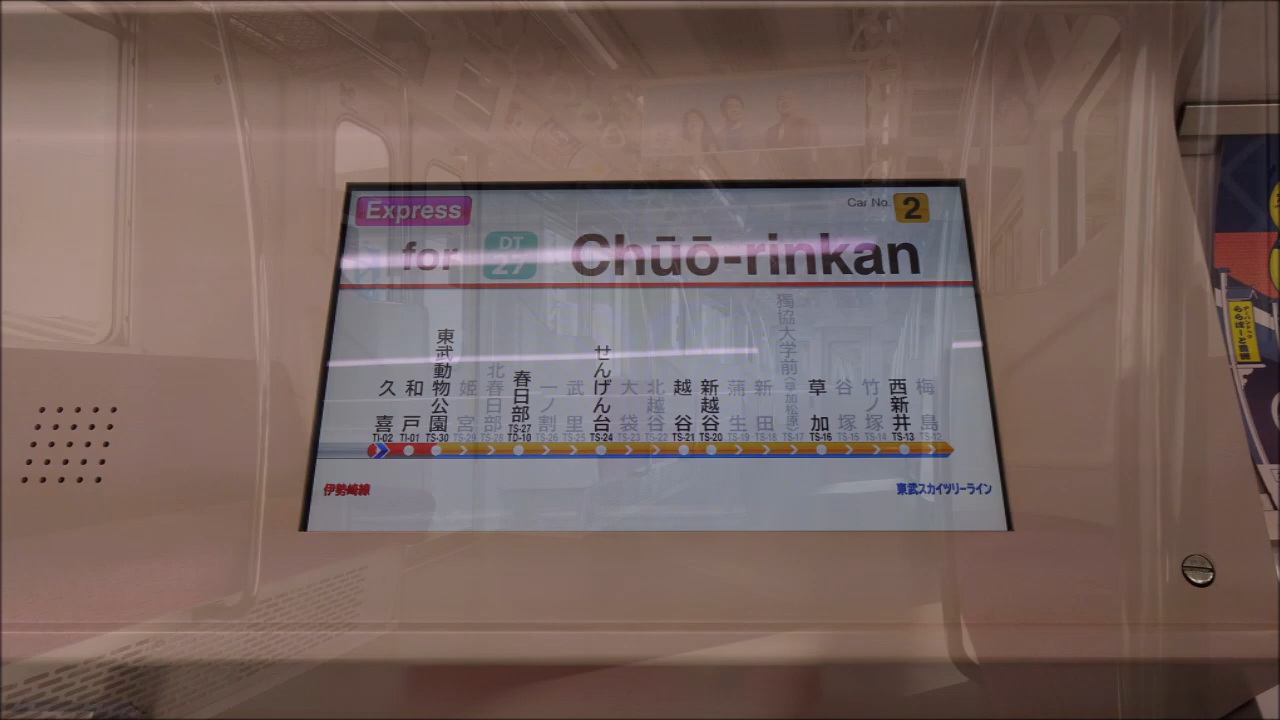 Express
Car No. 2
for DT 27 Chūō-rinkan
久喜
和戸
東武動物公園
姫宮
北春日部
春日部
一ノ割
武里
せんげん台
大袋
北越谷
越谷
新越谷
蒲生
新田
獨協大学前(草加松原)
草加
谷塚
竹ノ塚
西新井
梅島
TI-02 TI-01 TS-30 TS-29 TS-28 TS-27 TS-26 TS-25 TS-24 TS-23 TS-22 TS-21 TS-20 TS-19 TS-18 TS-17 TS-16 TS-15 TS-14 TS-13 TS-12
TD-10
伊勢崎線
東武スカイツリーライン